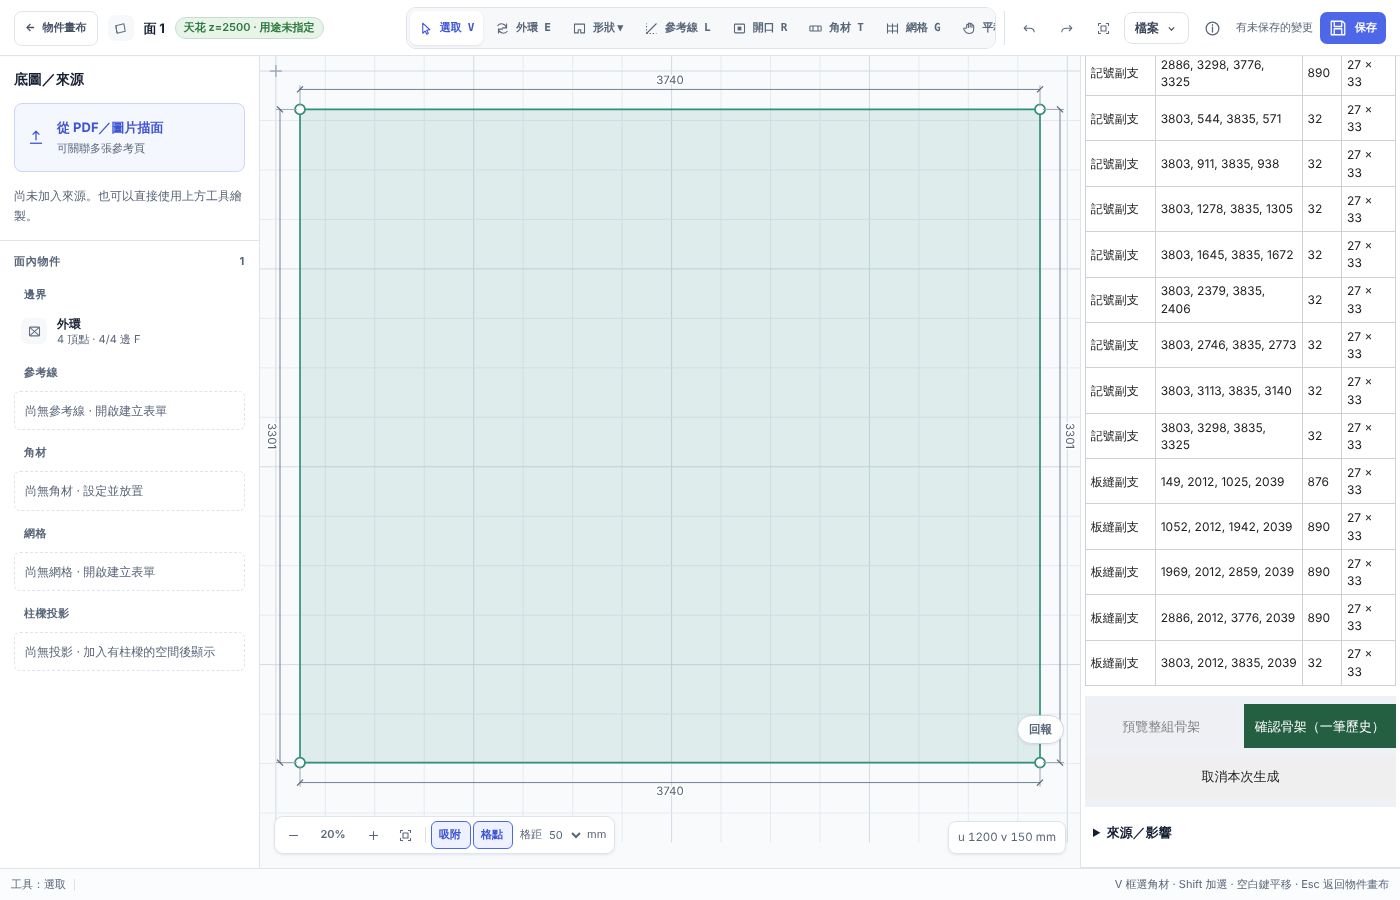 物件畫布
面 1
天花 z=2500 · 用途未指定
選取 V
外環 E
形狀 ▾
參考線 L
開口 R
角材 T
網格 G
檔案
有未保存的變更
保存
底圖／來源
從 PDF／圖片描面
可關聯多張參考頁
尚未加入來源。也可以直接使用上方工具繪
製。
面內物件
1
邊界
外環
4 頂點 · 4/4 邊 F
參考線
尚無參考線 · 開啟建立表單
角材
尚無角材 · 設定並放置
網格
尚無網格 · 開啟建立表單
柱樑投影
尚無投影 · 加入有柱樑的空間後顯示
3740
3301
3301
3740
回報
20%
吸附
格點
格距
50
mm
u 1200 v 150 mm
記號副支 2886, 3298, 3776, 3325 890 27 × 33
記號副支 3803, 544, 3835, 571 32 27 × 33
記號副支 3803, 911, 3835, 938 32 27 × 33
記號副支 3803, 1278, 3835, 1305 32 27 × 33
記號副支 3803, 1645, 3835, 1672 32 27 × 33
記號副支 3803, 2379, 3835, 2406 32 27 × 33
記號副支 3803, 2746, 3835, 2773 32 27 × 33
記號副支 3803, 3113, 3835, 3140 32 27 × 33
記號副支 3803, 3298, 3835, 3325 32 27 × 33
板縫副支 149, 2012, 1025, 2039 876 27 × 33
板縫副支 1052, 2012, 1942, 2039 890 27 × 33
板縫副支 1969, 2012, 2859, 2039 890 27 × 33
板縫副支 2886, 2012, 3776, 2039 890 27 × 33
板縫副支 3803, 2012, 3835, 2039 32 27 × 33
預覽整組骨架
確認骨架（一筆歷史）
取消本次生成
來源／影響
工具：選取
V 框選角材 · Shift 加選 · 空白鍵平移 · Esc 返回物件畫布